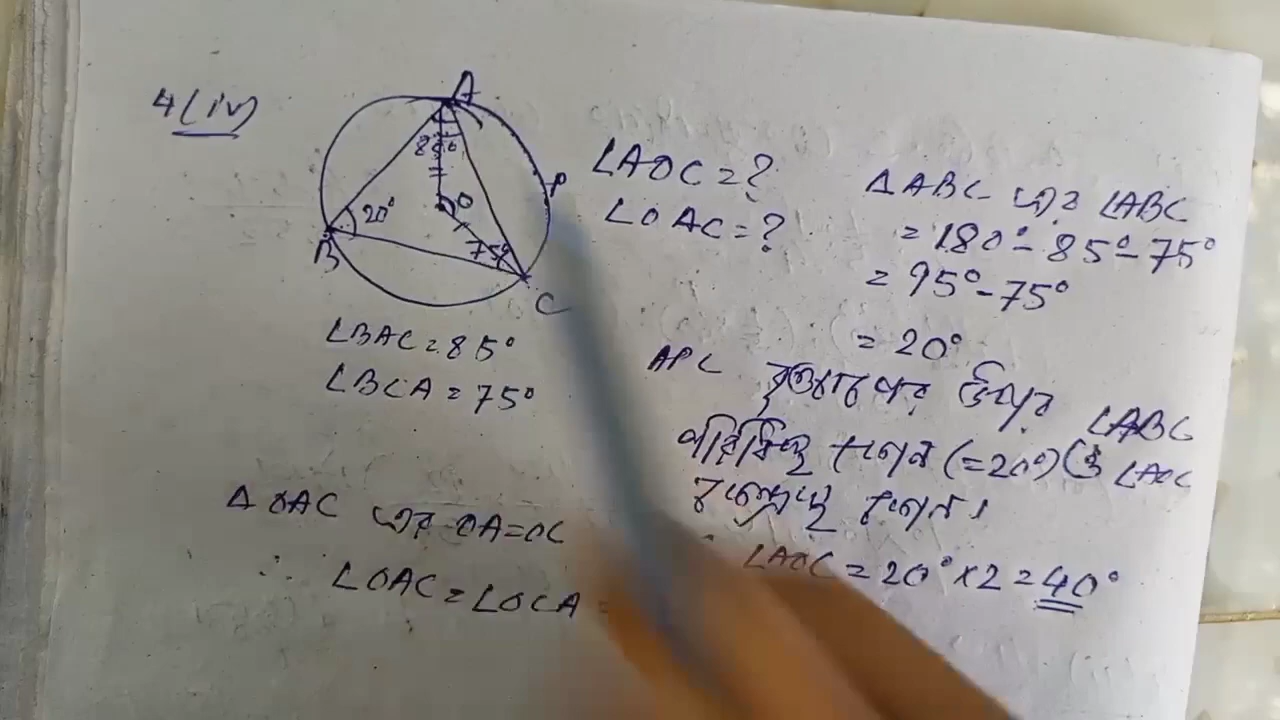 4(iv)
A
85°
O
P
20°
75°
B
C
∠AOC=?
∠OAC=?
∠BAC=85°
∠BCA=75°
△ABC এর ∠ABC
=180°-85°-75°
=95°-75°
=20°
APC বৃত্তচাপের উপর ∠ABC
পরিধিস্থ কোণ (=20°) ও ∠AOC
কেন্দ্রস্থ কোণ।
∠AOC=20°×2=40°
△OAC এর OA=OC
∴ ∠OAC=∠OCA=